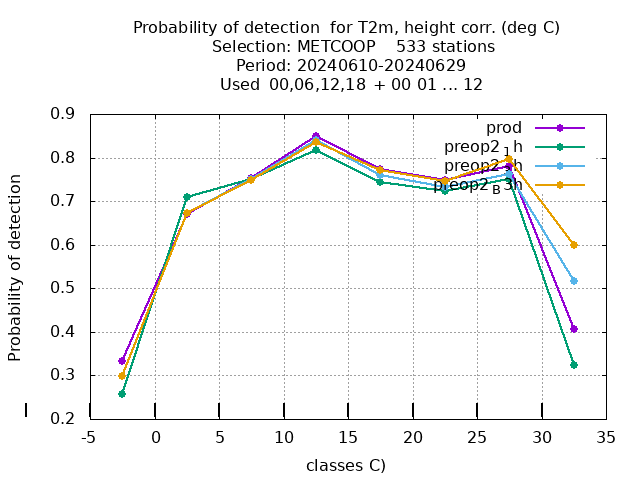 Probability of detection for T2m, height corr. (deg C)
Selection: METCOOP 533 stations
Period: 20240610-20240629
Used 00,06,12,18 + 00 01 ... 12
Probability of detection
0.9
0.8
0.7
0.6
0.5
0.4
0.3
0.2
prod
-5
0
5
10
15
20
25
30
35
classes C)